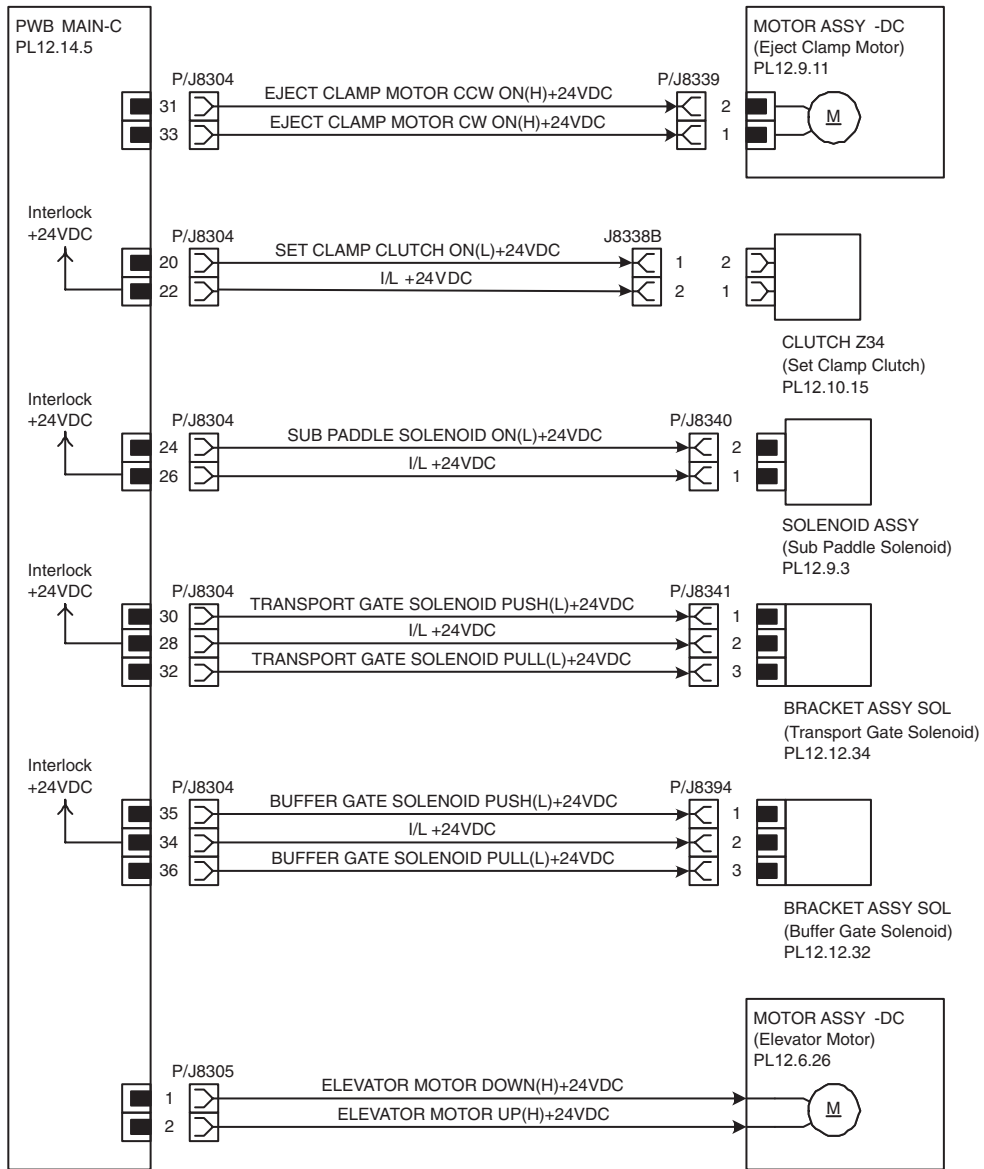 PWB MAIN-C
PL12.14.5
MOTOR ASSY -DC
(Eject Clamp Motor)
PL12.9.11
P/J8304
P/J8339
31
EJECT CLAMP MOTOR CCW ON(H)+24VDC
2
M
33
EJECT CLAMP MOTOR CW ON(H)+24VDC
1
Interlock
+24VDC
P/J8304
J8338B
20
SET CLAMP CLUTCH ON(L)+24VDC
1
2
22
I/L +24VDC
2
1
CLUTCH Z34
(Set Clamp Clutch)
PL12.10.15
Interlock
+24VDC
P/J8304
P/J8340
24
SUB PADDLE SOLENOID ON(L)+24VDC
2
26
I/L +24VDC
1
SOLENOID ASSY
(Sub Paddle Solenoid)
PL12.9.3
Interlock
+24VDC
P/J8304
P/J8341
30
TRANSPORT GATE SOLENOID PUSH(L)+24VDC
1
28
I/L +24VDC
2
32
TRANSPORT GATE SOLENOID PULL(L)+24VDC
3
BRACKET ASSY SOL
(Transport Gate Solenoid)
PL12.12.34
Interlock
+24VDC
P/J8304
P/J8394
35
BUFFER GATE SOLENOID PUSH(L)+24VDC
1
34
I/L +24VDC
2
36
BUFFER GATE SOLENOID PULL(L)+24VDC
3
BRACKET ASSY SOL
(Buffer Gate Solenoid)
PL12.12.32
MOTOR ASSY -DC
(Elevator Motor)
PL12.6.26
P/J8305
1
ELEVATOR MOTOR DOWN(H)+24VDC
M
2
ELEVATOR MOTOR UP(H)+24VDC